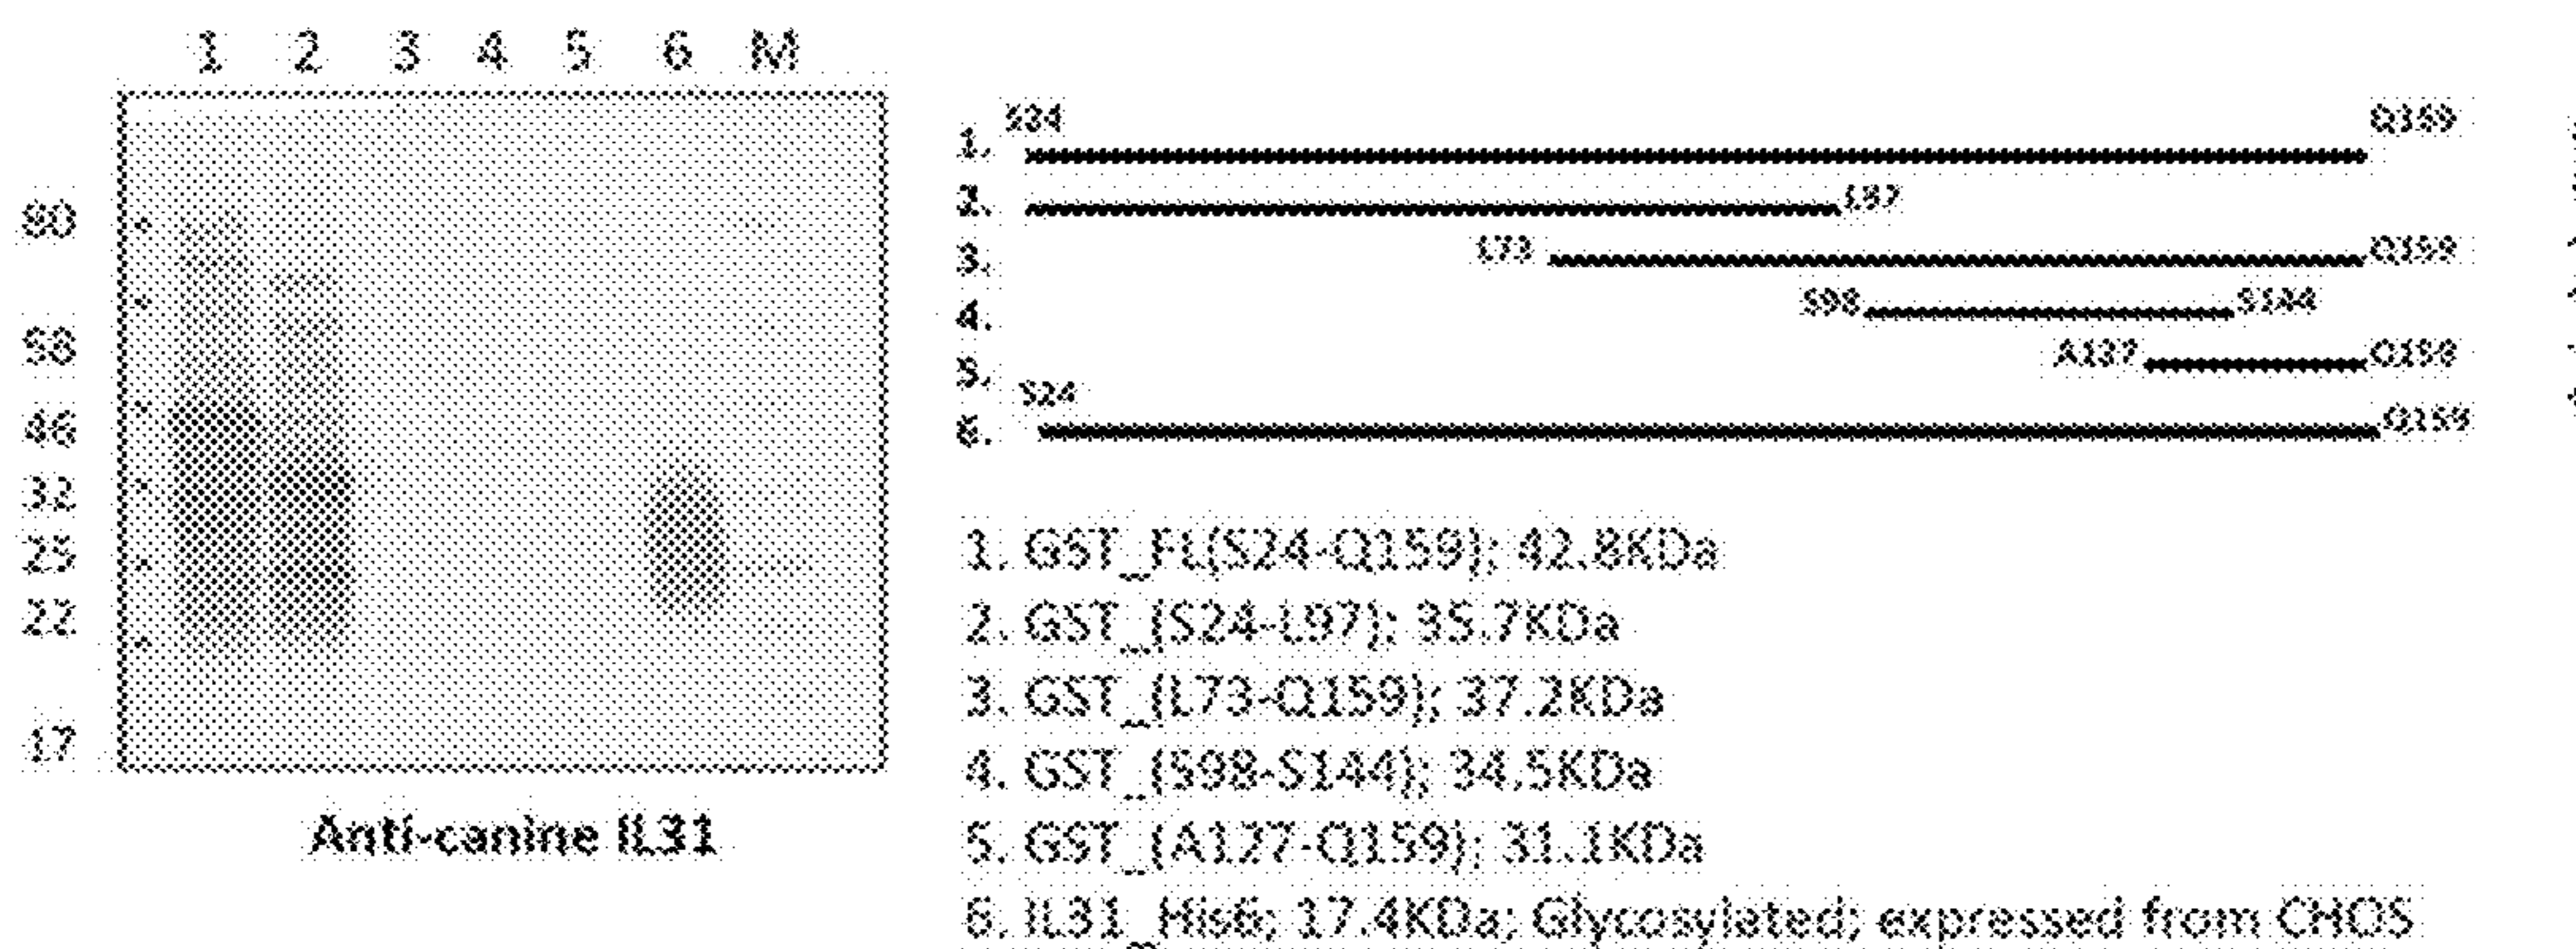 1 2 3 4 5 6 M
80
58
46
32
25
22
17
Anti-canine IL31
S24 Q159
1.
2. L97
3. L73 Q159
4. S98 S144
5. A127 Q159
S24
6. Q159
1. GST_FL(S24-Q159); 42.8KDa
2. GST_(S24-L97); 35.7KDa
3. GST_(L73-Q159); 37.2KDa
4. GST_(S98-S144); 34.5KDa
5. GST_(A127-Q159); 31.1KDa
6. IL31_His6; 17.4KDa; Glycosylated; expressed from CHOS